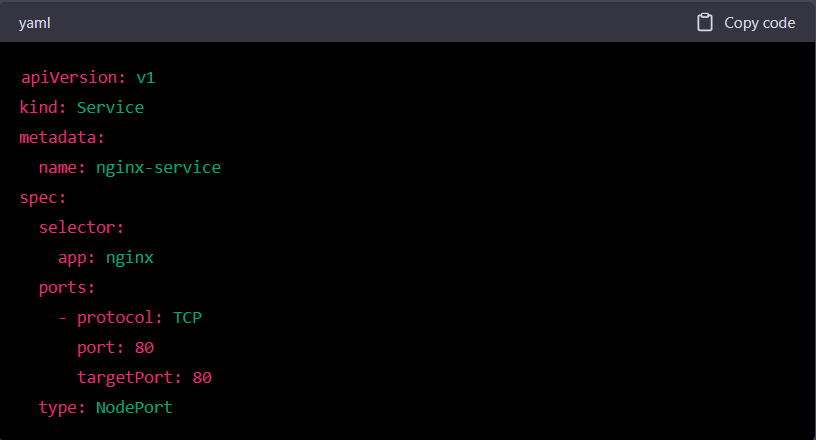 yaml
Copy code
apiVersion: v1
kind: Service
metadata:
  name: nginx-service
spec:
  selector:
    app: nginx
  ports:
    - protocol: TCP
      port: 80
      targetPort: 80
  type: NodePort